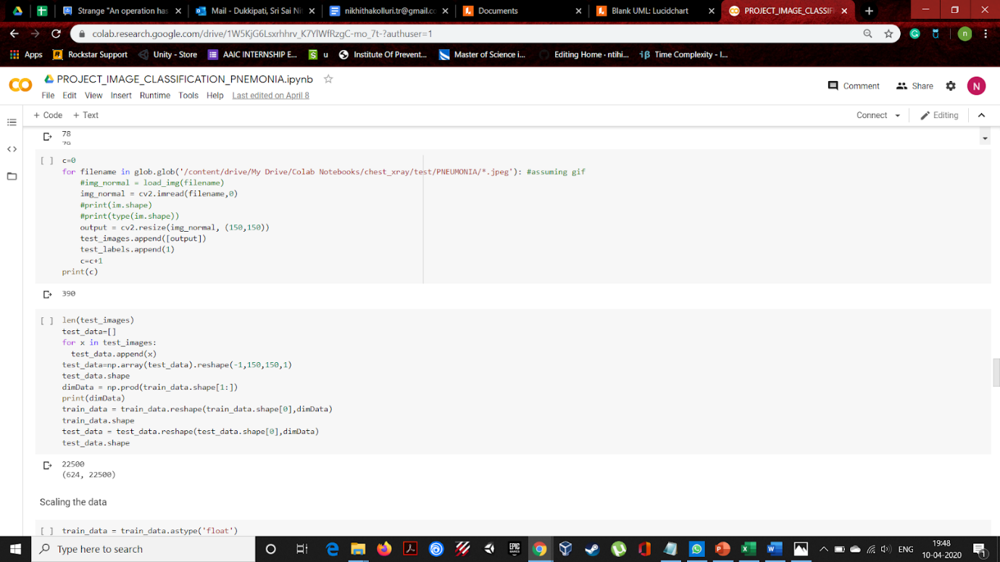 Strange "An operation has
Mail - Dukkipati, Sri Sai Ni
nikhithakolluri.tr@gmail.co
Documents
Blank UML: Lucidchart
PROJECT_IMAGE_CLASSIF
colab.research.google.com/drive/1W5KjG6Lsxrhhrv_K7YlWfRzgC-mo_7t-?authuser=1
n
Apps
Rockstar Support
Unity - Store
AAIC INTERNSHIP E...
u
Institute Of Prevent...
Master of Science i...
Editing Home · ntihi...
Time Complexity - I...
PROJECT_IMAGE_CLASSIFICATION_PNEMONIA.ipynb
Comment
Share
N
File Edit View Insert Runtime Tools Help Last edited on April 8
+ Code + Text
Connect
Editing
78
79
[ ] c=0
for filename in glob.glob('/content/drive/My Drive/Colab Notebooks/chest_xray/test/PNEUMONIA/*.jpeg'): #assuming gif
#img_normal = load_img(filename)
img_normal = cv2.imread(filename,0)
#print(im.shape)
#print(type(im.shape))
output = cv2.resize(img_normal, (150,150))
test_images.append([output])
test_labels.append(1)
c=c+1
print(c)
390
[ ] len(test_images)
test_data=[]
for x in test_images:
test_data.append(x)
test_data=np.array(test_data).reshape(-1,150,150,1)
test_data.shape
dimData = np.prod(train_data.shape[1:])
print(dimData)
train_data = train_data.reshape(train_data.shape[0],dimData)
train_data.shape
test_data = test_data.reshape(test_data.shape[0],dimData)
test_data.shape
22500
(624, 22500)
Scaling the data
[ ] train_data = train_data.astype('float')
Type here to search
EPIC GAMES
ENG
19:48
10-04-2020
1